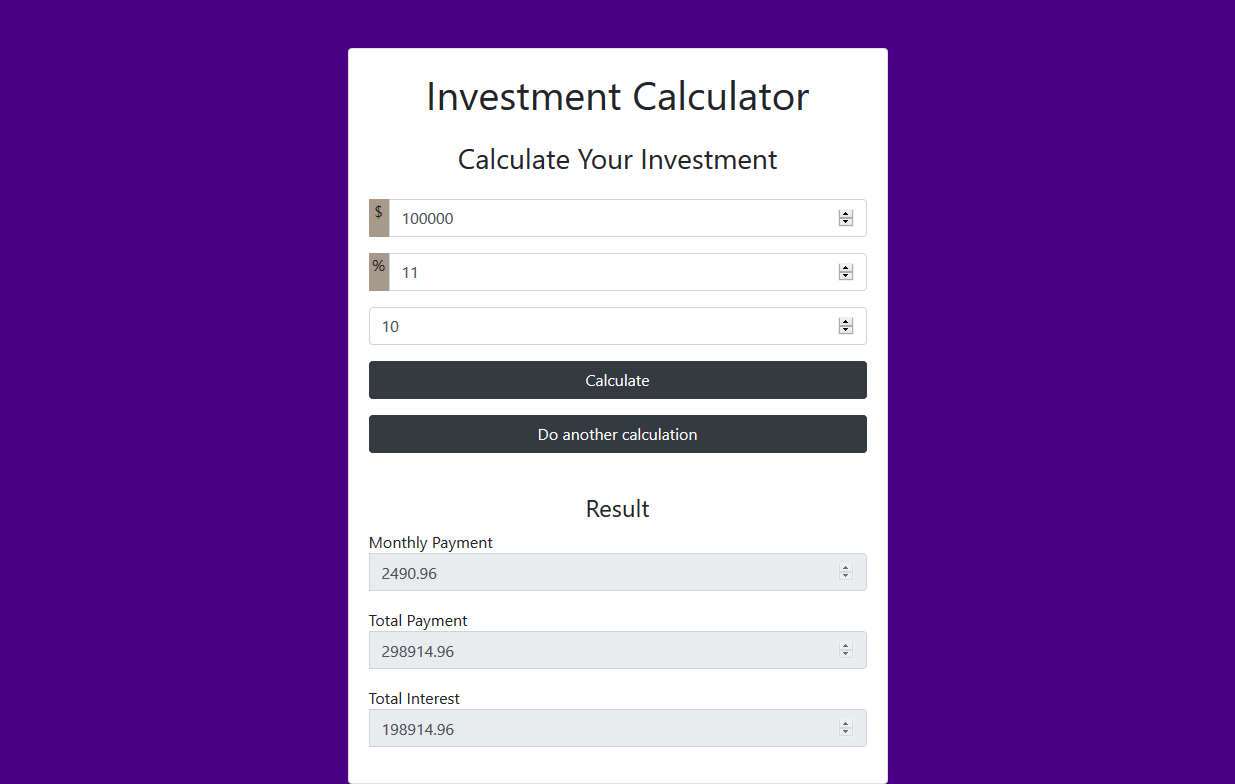 Investment Calculator
Calculate Your Investment
$ 100000
% 11
10
Calculate
Do another calculation
Result
Monthly Payment
2490.96
Total Payment
298914.96
Total Interest
198914.96